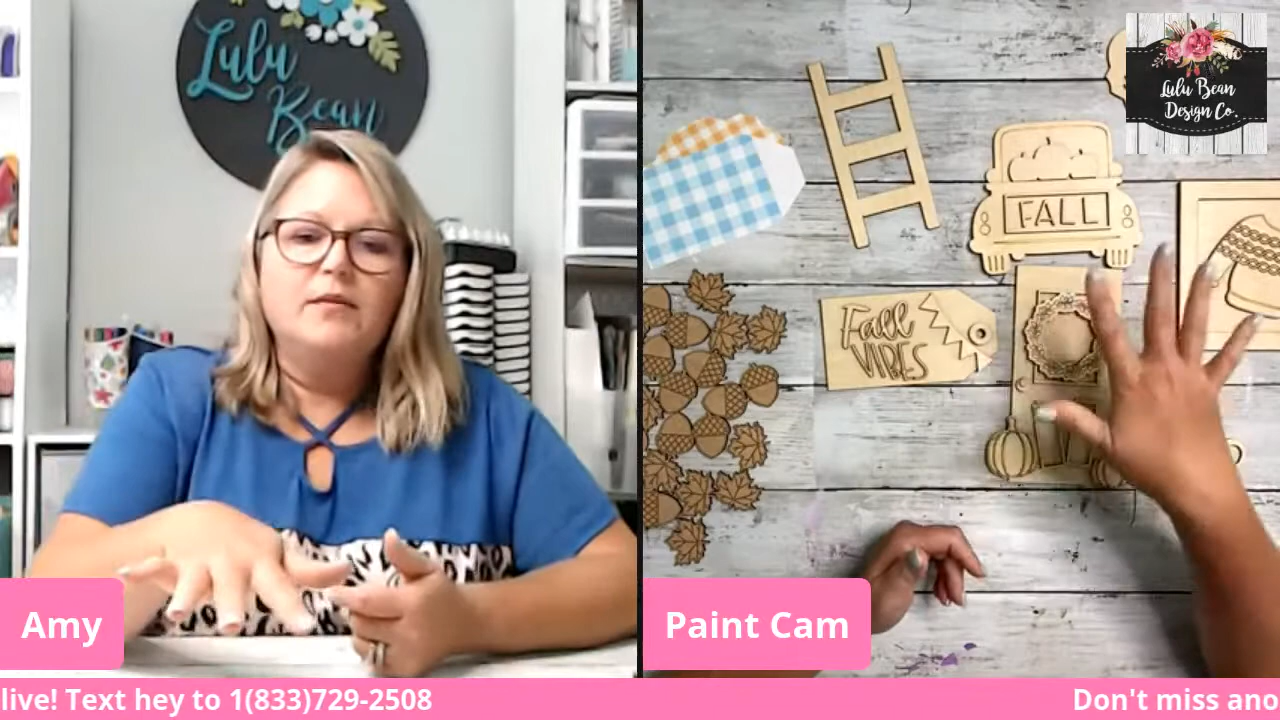 Lulu
Bean
Lulu Bean
Design Co.
FALL
Fall
VIBES
Amy
Paint Cam
live! Text hey to 1(833)729-2508
Don't miss ano